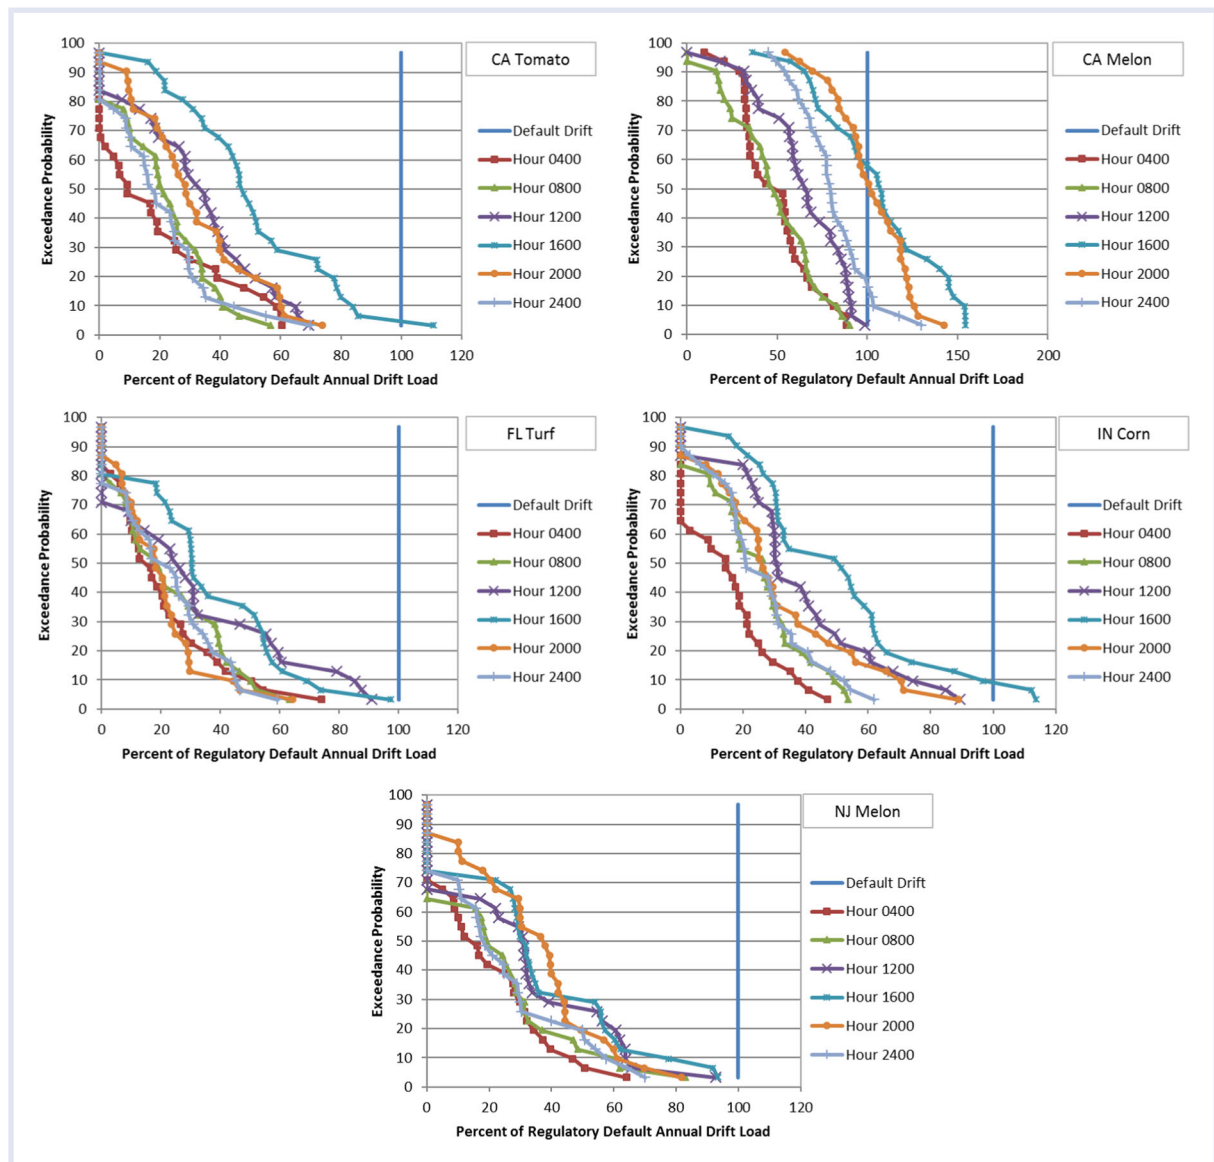 CA Tomato
Exceedance Probability
100
90
80
70
60
50
40
30
20
10
0
0 20 40 60 80 100 120
Percent of Regulatory Default Annual Drift Load
Default Drift
Hour 0400
Hour 0800
Hour 1200
Hour 1600
Hour 2000
Hour 2400
CA Melon
Exceedance Probability
100
90
80
70
60
50
40
30
20
10
0
0 50 100 150 200
Percent of Regulatory Default Annual Drift Load
Default Drift
Hour 0400
Hour 0800
Hour 1200
Hour 1600
Hour 2000
Hour 2400
FL Turf
Exceedance Probability
100
90
80
70
60
50
40
30
20
10
0
0 20 40 60 80 100 120
Percent of Regulatory Default Annual Drift Load
Default Drift
Hour 0400
Hour 0800
Hour 1200
Hour 1600
Hour 2000
Hour 2400
IN Corn
Exceedance Probability
100
90
80
70
60
50
40
30
20
10
0
0 20 40 60 80 100 120
Percent of Regulatory Default Annual Drift Load
Default Drift
Hour 0400
Hour 0800
Hour 1200
Hour 1600
Hour 2000
Hour 2400
NJ Melon
Exceedance Probability
100
90
80
70
60
50
40
30
20
10
0
0 20 40 60 80 100 120
Percent of Regulatory Default Annual Drift Load
Default Drift
Hour 0400
Hour 0800
Hour 1200
Hour 1600
Hour 2000
Hour 2400